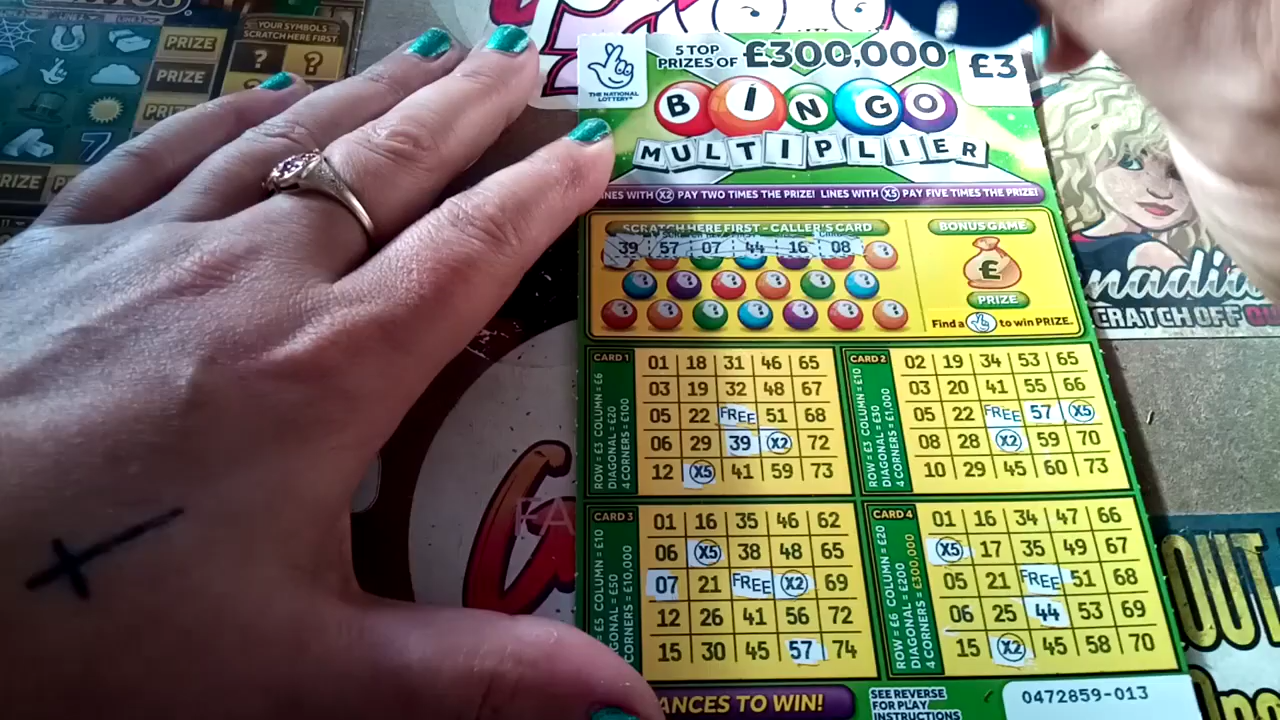 YOUR SYMBOLS
SCRATCH HERE FIRST
PRIZE
PRIZE
7
THE NATIONAL
LOTTERY
5 TOP
PRIZES OF £300,000
£3
BINGO
MULTIPLIER
LINES WITH X2 PAY TWO TIMES THE PRIZE! LINES WITH X5 PAY FIVE TIMES THE PRIZE!
SCRATCH HERE FIRST - CALLER'S CARD
39 57 07 44 16 08
BONUS GAME
£
PRIZE
Find a to win PRIZE.
CARD 1
ROW = £3 COLUMN = £6
DIAGONAL = £20
4 CORNERS = £100
01 18 31 46 65
03 19 32 48 67
05 22 FREE 51 68
06 29 39 X2 72
12 X5 41 59 73
CARD 2
ROW = £3 COLUMN = £10
DIAGONAL = £30
4 CORNERS = £1,000
02 19 34 53 65
03 20 41 55 66
05 22 FREE 57 X5
08 28 X2 59 70
10 29 45 60 73
CARD 3
£5 COLUMN = £10
= £50
CORNERS = £10,000
01 16 35 46 62
06 X5 38 48 65
07 21 FREE X2 69
12 26 41 56 72
15 30 45 57 74
CARD 4
ROW = £6 COLUMN = £20
DIAGONAL = £200
4 CORNERS = £300,000
01 16 34 47 66
X5 17 35 49 67
05 21 FREE 51 68
06 25 44 53 69
15 X2 45 58 70
ANCES TO WIN!
SEE REVERSE
FOR PLAY
INSTRUCTIONS
0472859-013
nadia
CRATCH OFF
OUT